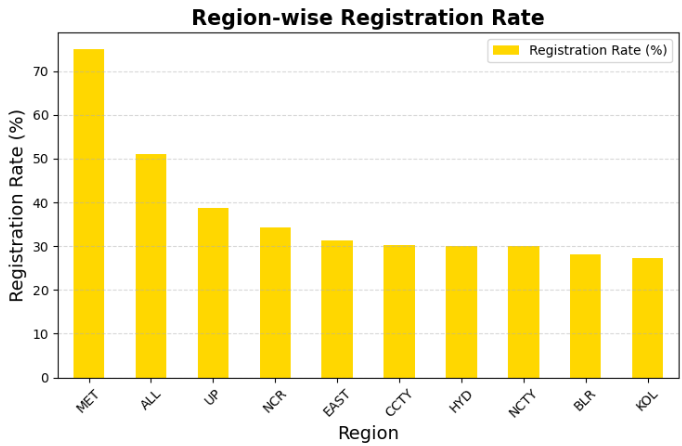 Region-wise Registration Rate
Registration Rate (%)
Registration Rate (%)
70
60
50
40
30
20
10
0
MET
ALL
UP
NCR
EAST
CCTY
HYD
NCTY
BLR
KOL
Region